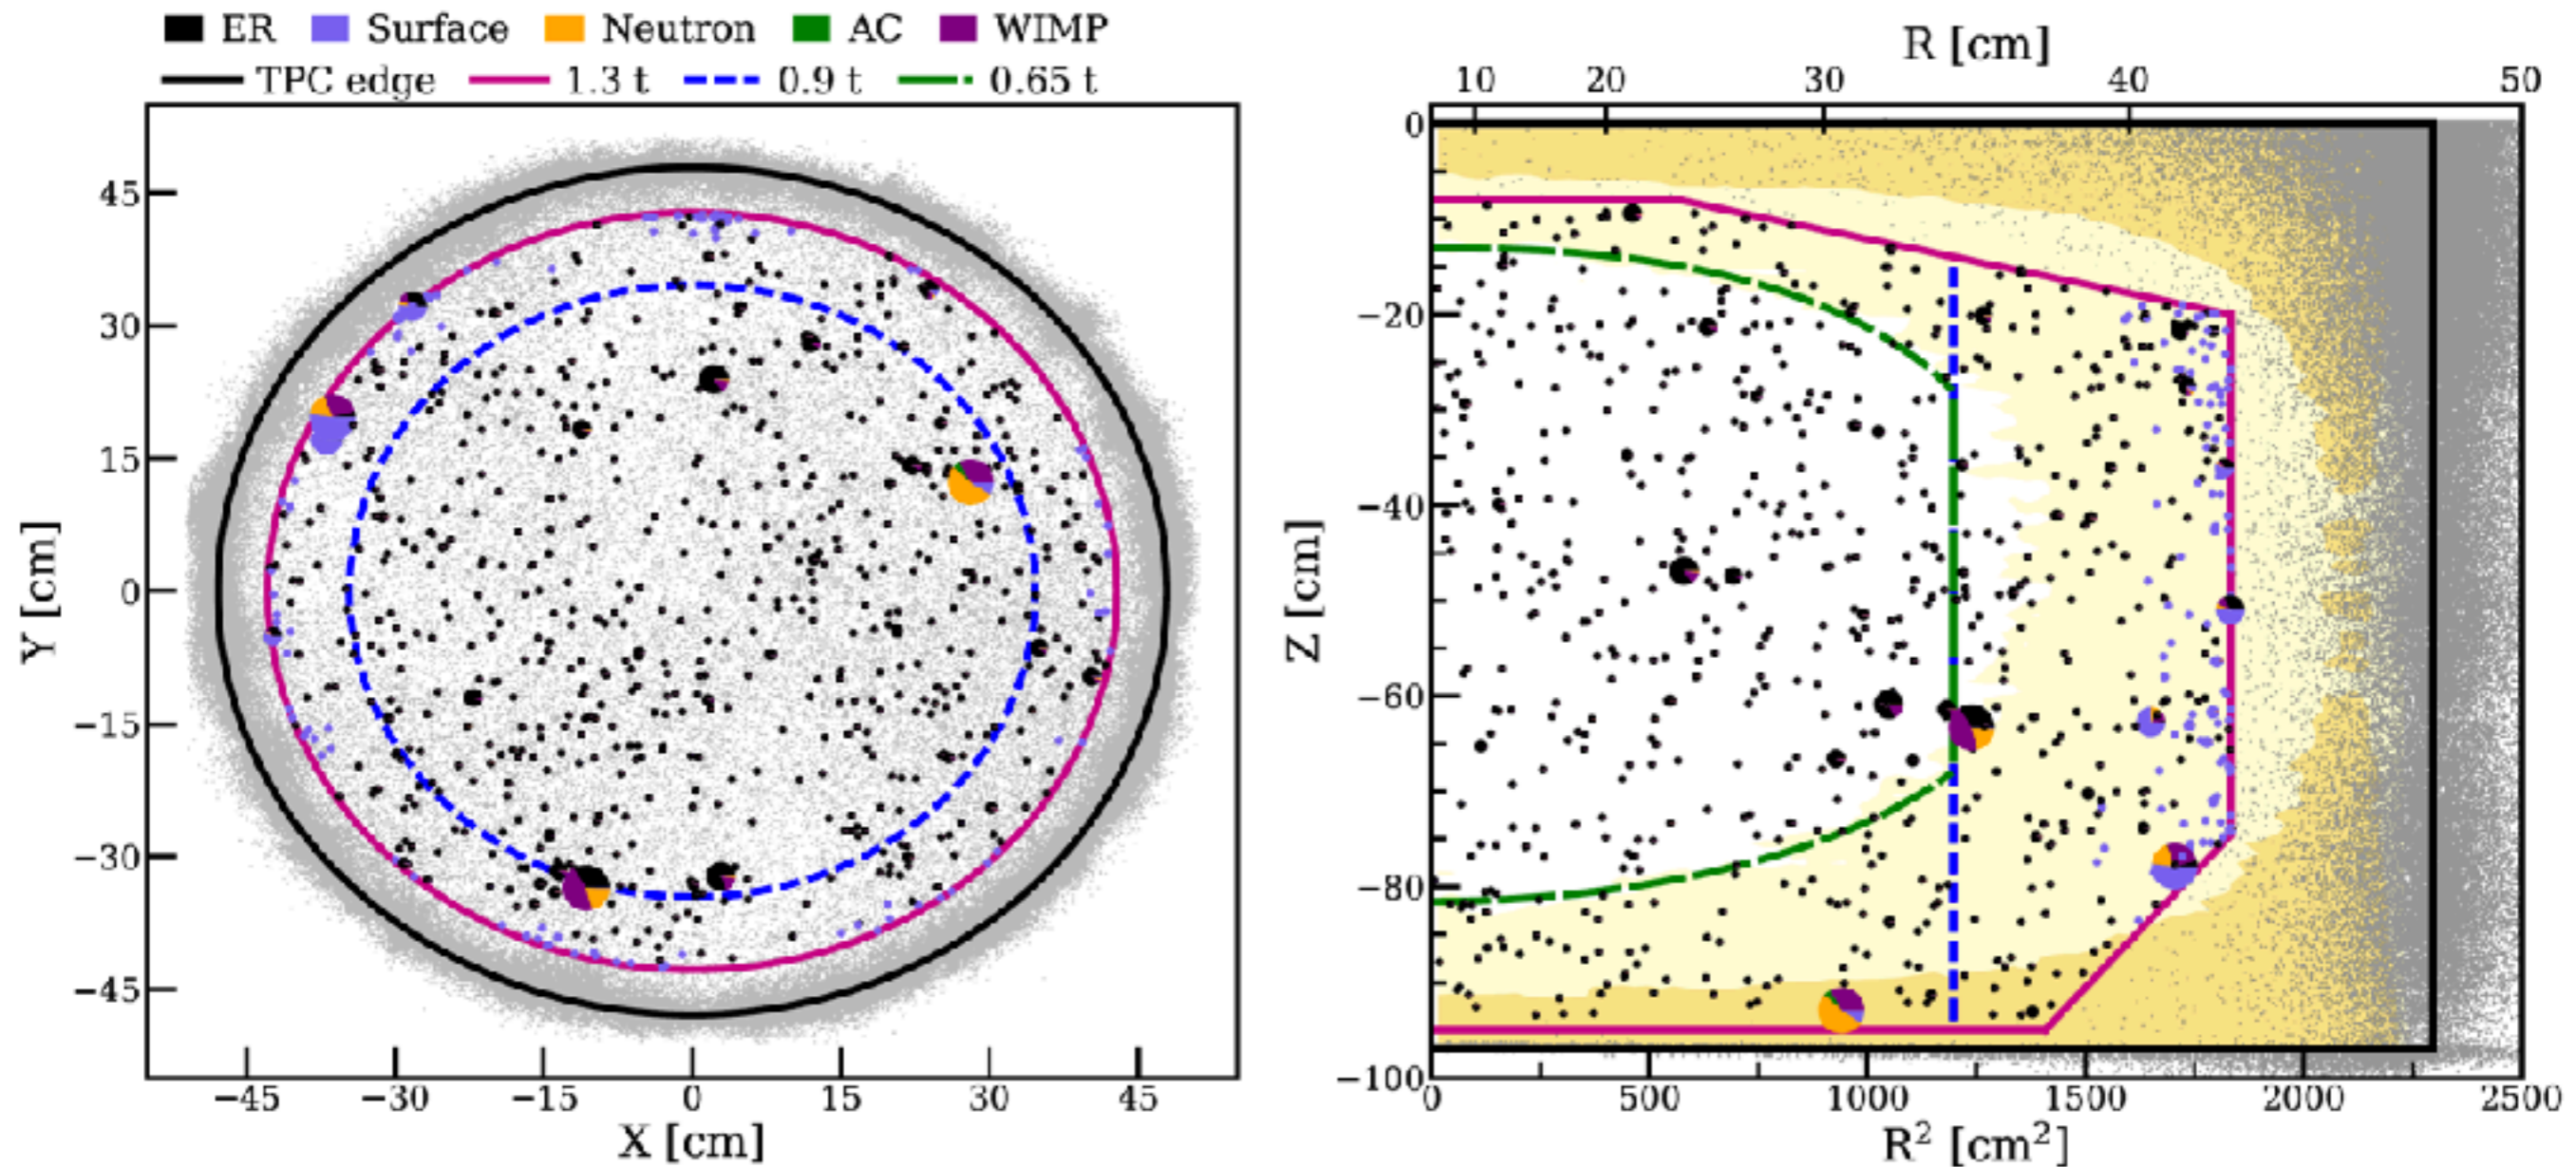 ER Surface Neutron AC WIMP
TPC edge 1.3 t 0.9 t 0.65 t
Y [cm]
45
30
15
0
−15
−30
−45
−45 −30 −15 0 15 30 45
X [cm]
R [cm]
10 20 30 40 50
Z [cm]
0
−20
−40
−60
−80
−100
0 500 1000 1500 2000 2500
R² [cm²]